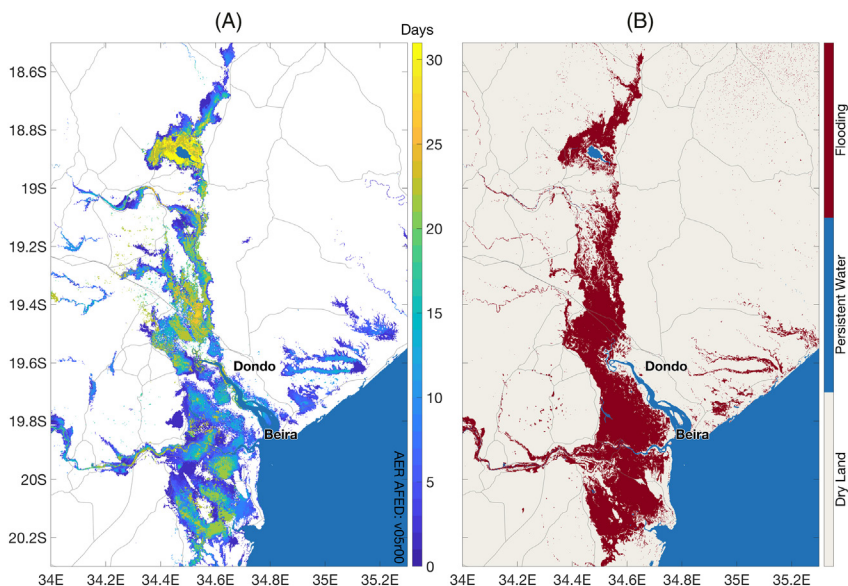 (A)
(B)
Days
30
25
20
15
10
5
0
18.6S
18.8S
19S
19.2S
19.4S
19.6S
19.8S
20S
20.2S
Dondo
Beira
AER AFED: v05r00
34E
34.2E
34.4E
34.6E
34.8E
35E
35.2E
Dondo
Beira
Flooding
Persistent Water
Dry Land
34E
34.2E
34.4E
34.6E
34.8E
35E
35.2E